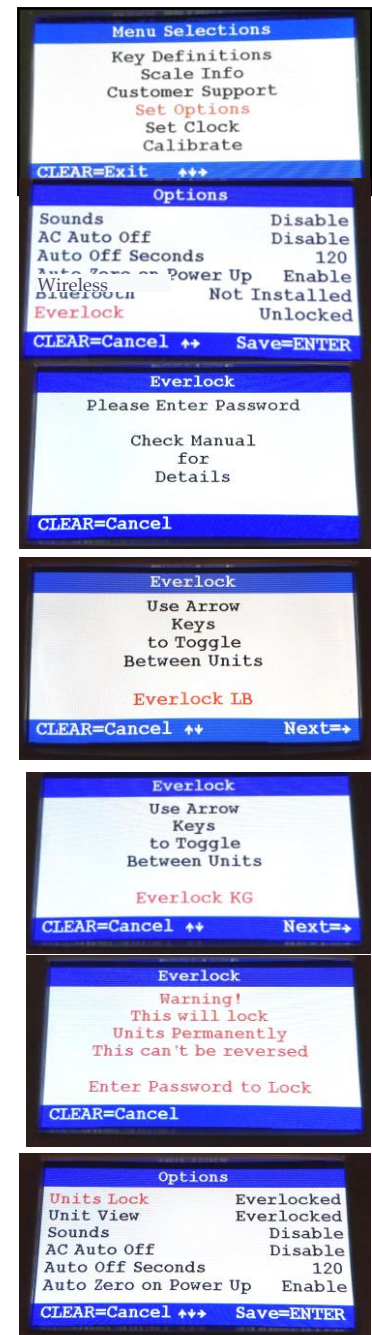 Menu Selections
Key Definitions
Scale Info
Customer Support
Set Options
Set Clock
Calibrate
CLEAR=Exit ↑↓→
Options
Sounds Disable
AC Auto Off Disable
Auto Off Seconds 120
Auto Zero on Power Up Enable
Wireless
Bluetooth Not Installed
Everlock Unlocked
CLEAR=Cancel ↑→ Save=ENTER
Everlock
Please Enter Password
Check Manual
for
Details
CLEAR=Cancel
Everlock
Use Arrow
Keys
to Toggle
Between Units
Everlock LB
CLEAR=Cancel ↑↓ Next=→
Everlock
Use Arrow
Keys
to Toggle
Between Units
Everlock KG
CLEAR=Cancel ↑↓ Next=→
Everlock
Warning!
This will lock
Units Permanently
This can't be reversed
Enter Password to Lock
CLEAR=Cancel
Options
Units Lock Everlocked
Unit View Everlocked
Sounds Disable
AC Auto Off Disable
Auto Off Seconds 120
Auto Zero on Power Up Enable
CLEAR=Cancel ↑↓→ Save=ENTER